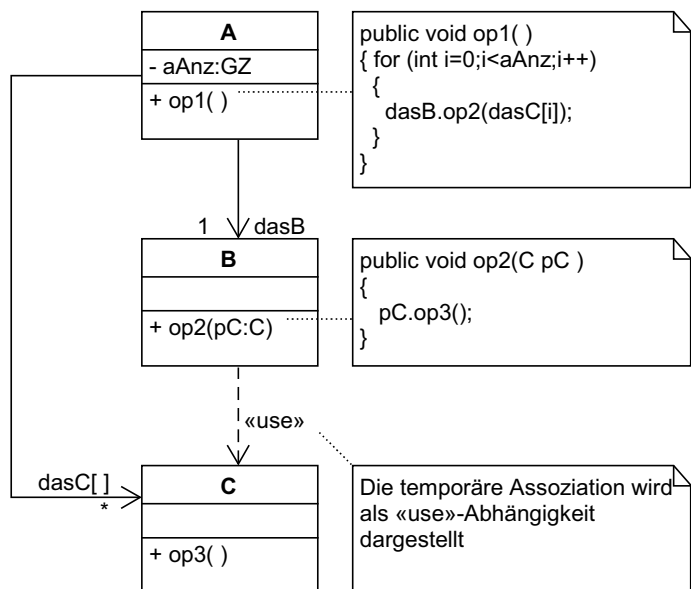 A
- aAnz:GZ
+ op1( )
public void op1( )
{ for (int i=0;i<aAnz;i++)
{
dasB.op2(dasC[i]);
}
}
1
dasB
B
+ op2(pC:C)
public void op2(C pC )
{
pC.op3();
}
«use»
dasC[ ]
*
C
+ op3( )
Die temporäre Assoziation wird
als «use»-Abhängigkeit
dargestellt